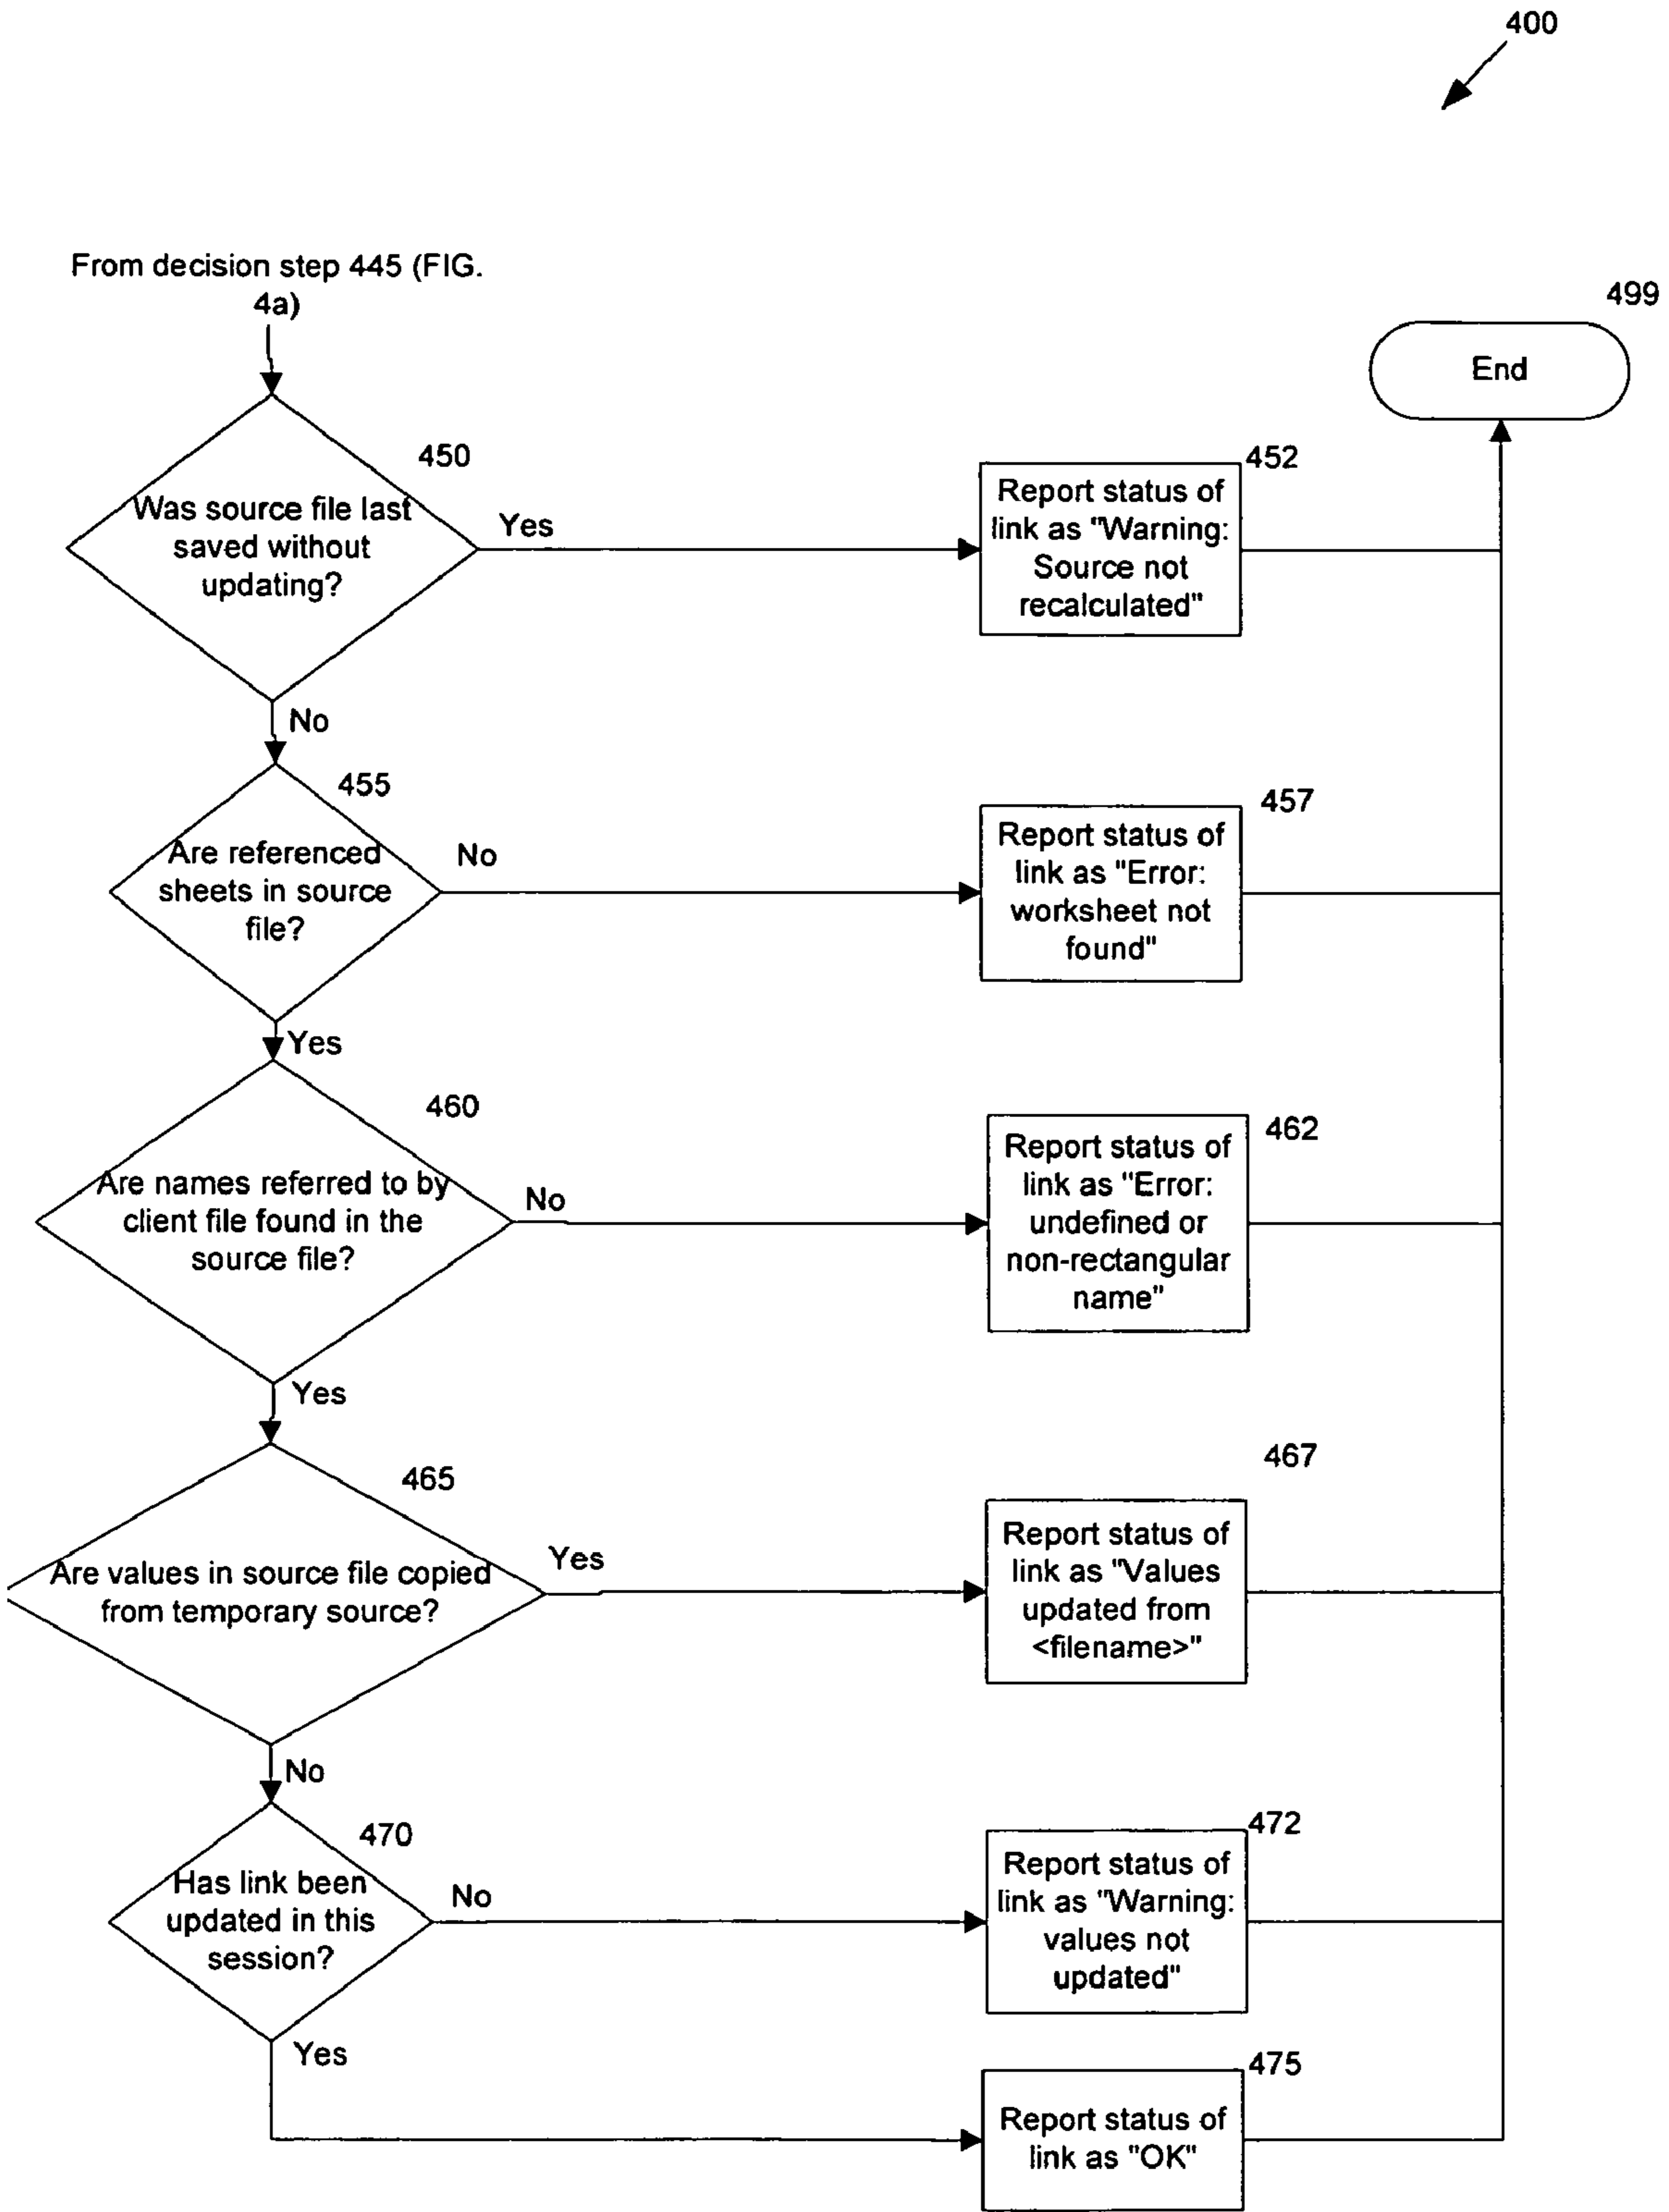 400
From decision step 445 (FIG.
4a)
499
End
450
Was source file last
saved without
updating?
Yes
452
Report status of
link as "Warning:
Source not
recalculated"
No
455
Are referenced
sheets in source
file?
No
457
Report status of
link as "Error:
worksheet not
found"
Yes
460
Are names referred to by
client file found in the
source file?
No
462
Report status of
link as "Error:
undefined or
non-rectangular
name"
Yes
465
Are values in source file copied
from temporary source?
Yes
467
Report status of
link as "Values
updated from
<filename>"
No
470
Has link been
updated in this
session?
No
472
Report status of
link as "Warning:
values not
updated"
Yes
475
Report status of
link as "OK"